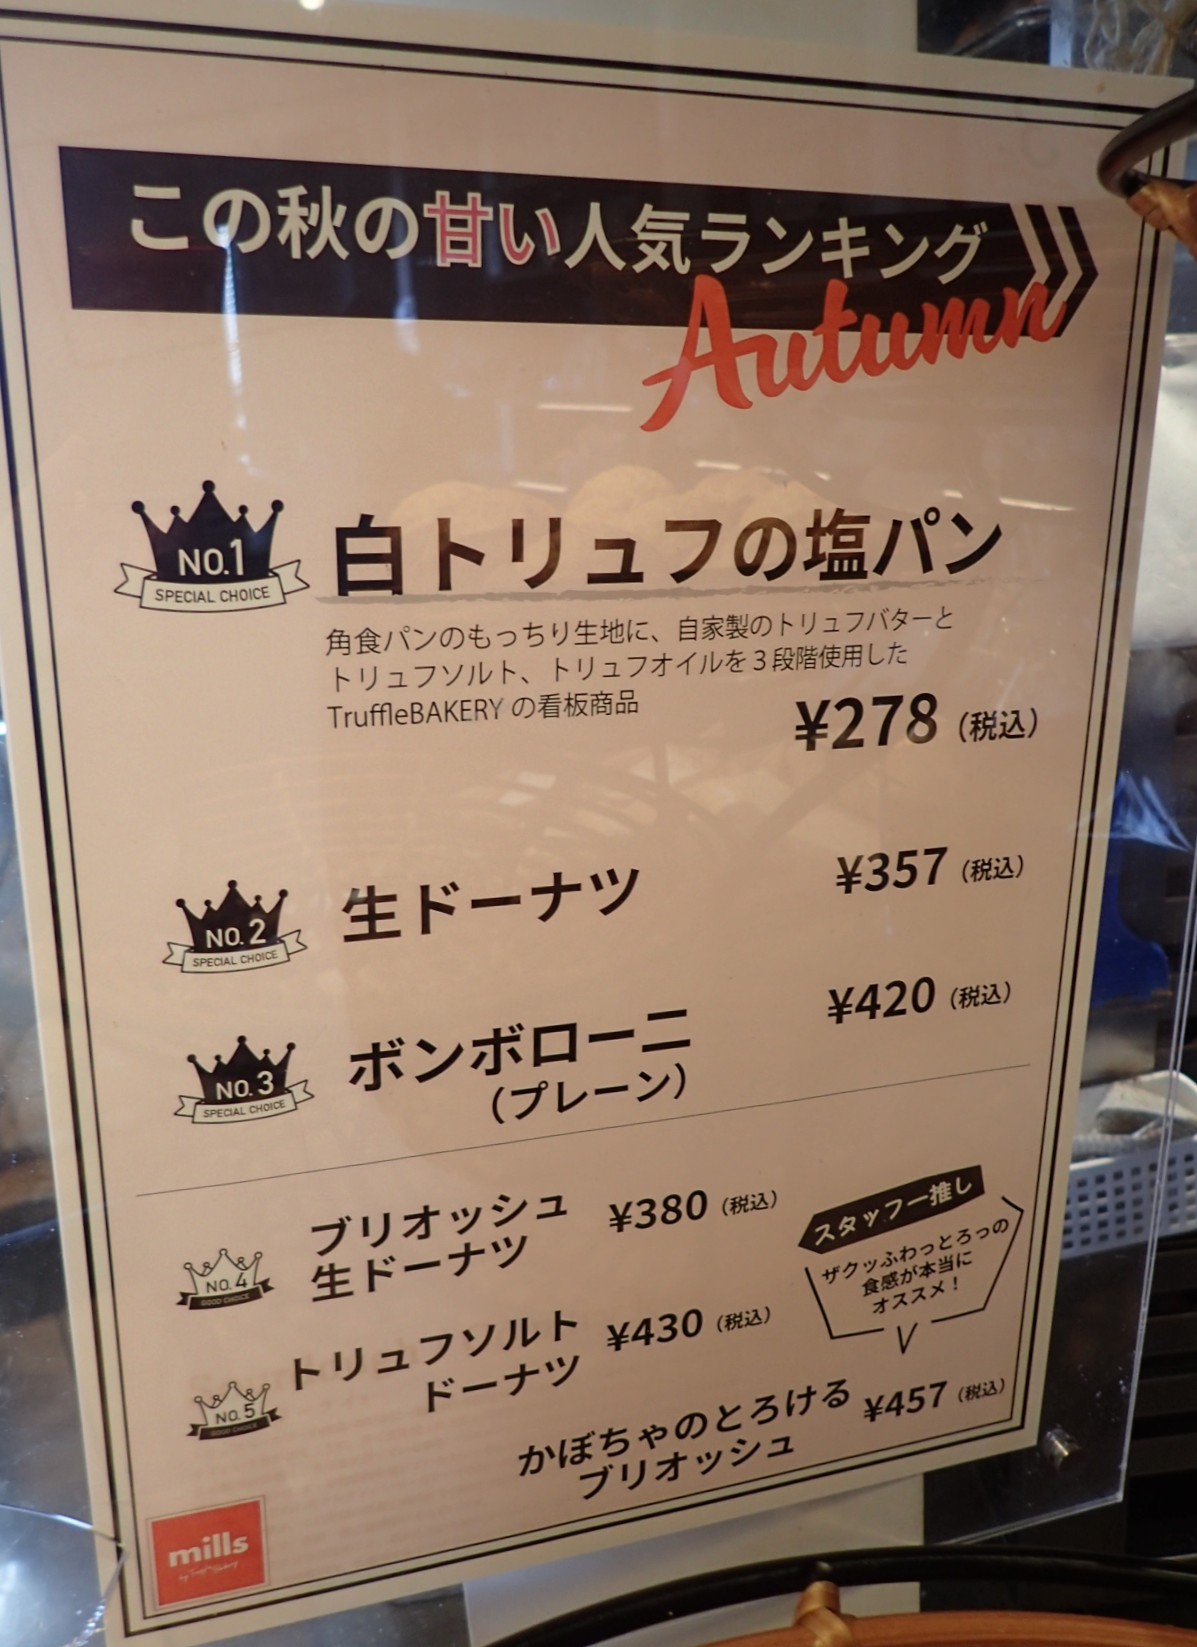 この秋の甘い人気ランキング
Autumn
NO.1
SPECIAL CHOICE
白トリュフの塩パン
角食パンのもっちり生地に、自家製のトリュフバターと
トリュフソルト、トリュフオイルを３段階使用した
TruffleBAKERY の看板商品
¥278（税込）
NO.2
SPECIAL CHOICE
生ドーナツ
¥357（税込）
NO.3
SPECIAL CHOICE
ボンボローニ
（プレーン）
¥420（税込）
NO.4
GOOD CHOICE
ブリオッシュ
生ドーナツ
¥380（税込）
NO.5
GOOD CHOICE
トリュフソルト
ドーナツ
¥430（税込）
スタッフ一推し
ザクッふわっとろっの
食感が本当に
オススメ！
かぼちゃのとろける
ブリオッシュ
¥457（税込）
mills